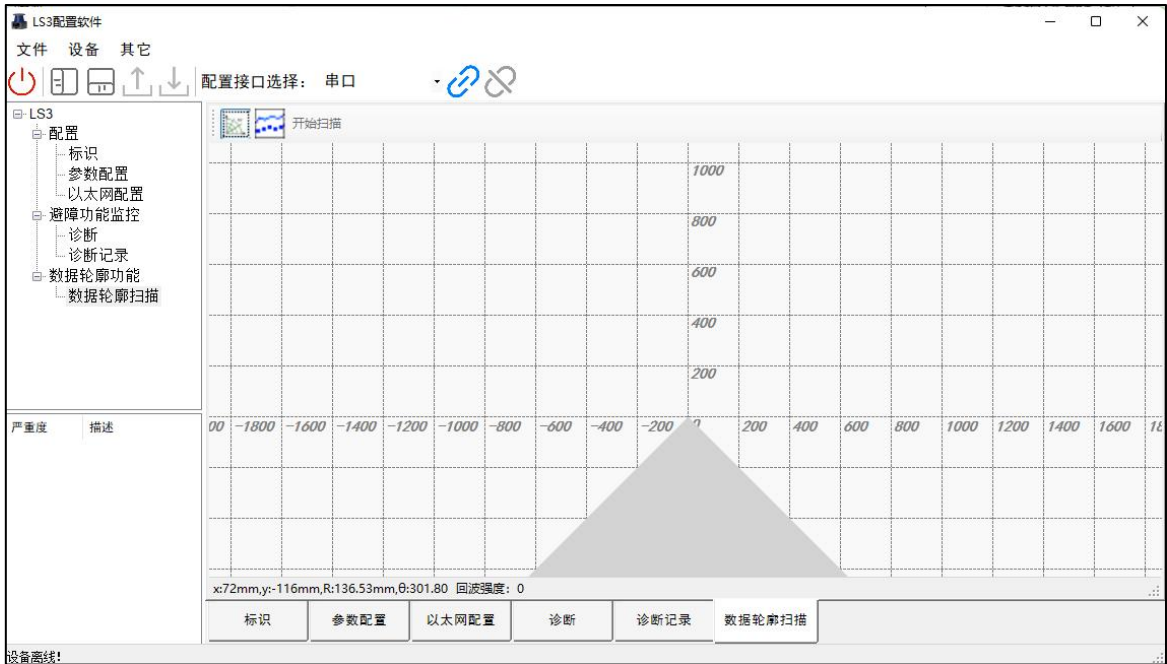 LS3配置软件
文件 设备 其它
配置接口选择： 串口
LS3
配置
标识
参数配置
以太网配置
避障功能监控
诊断
诊断记录
数据轮廓功能
数据轮廓扫描
开始扫描
1000
800
600
400
200
00 -1800 -1600 -1400 -1200 -1000 -800 -600 -400 -200 0 200 400 600 800 1000 1200 1400 1600 18
严重度 描述
x:72mm,y:-116mm,R:136.53mm,θ:301.80 回波强度: 0
标识 参数配置 以太网配置 诊断 诊断记录 数据轮廓扫描
设备离线!